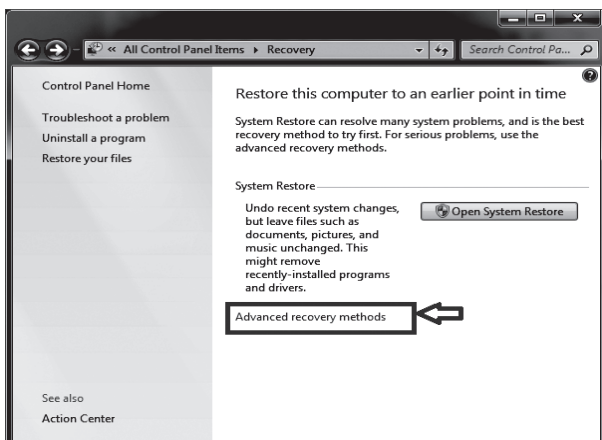 « All Control Panel Items ▸ Recovery
Search Control Pa...
Control Panel Home
Troubleshoot a problem
Uninstall a program
Restore your files
Restore this computer to an earlier point in time
System Restore can resolve many system problems, and is the best
recovery method to try first. For serious problems, use the
advanced recovery methods.
System Restore
Undo recent system changes,
but leave files such as
documents, pictures, and
music unchanged. This
might remove
recently-installed programs
and drivers.
Open System Restore
Advanced recovery methods
See also
Action Center